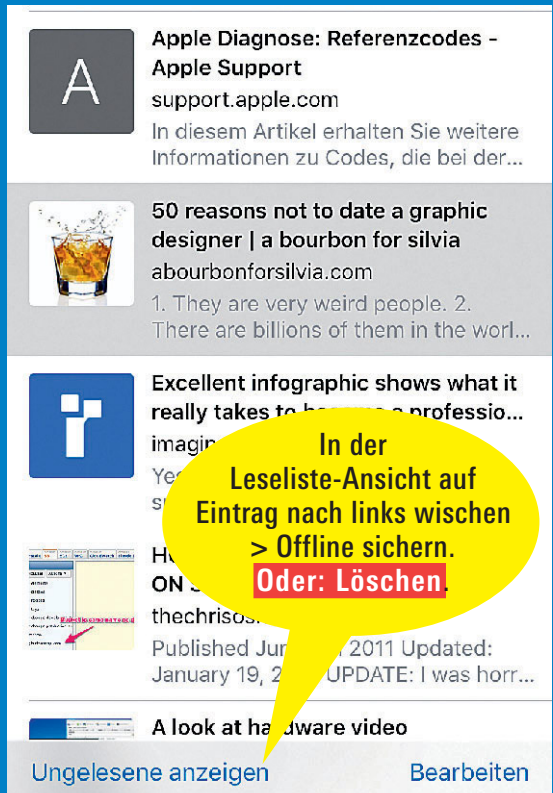 A
Apple Diagnose: Referenzcodes -
Apple Support
support.apple.com
In diesem Artikel erhalten Sie weitere
Informationen zu Codes, die bei der...
50 reasons not to date a graphic
designer | a bourbon for silvia
abourbonforsilvia.com
1. They are very weird people. 2.
There are billions of them in the worl...
Excellent infographic shows what it
really takes to become a professio...
In der
Leseliste-Ansicht auf
Eintrag nach links wischen
> Offline sichern.
Oder: Löschen.
ON
Published 2011 Updated:
January 19, UPDATE: I was horr...
A look at hardware video
Ungelesene anzeigen
Bearbeiten